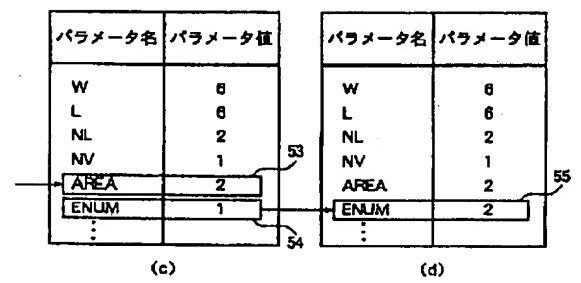 パラメータ名 パラメータ値 パラメータ名 パラメータ値
W 6 W 6
L 6 L 6
NL 2 NL 2
NV 1 53 NV 1
AREA 2 AREA 2 55
ENUM 1 ENUM 2
54
(c) (d)